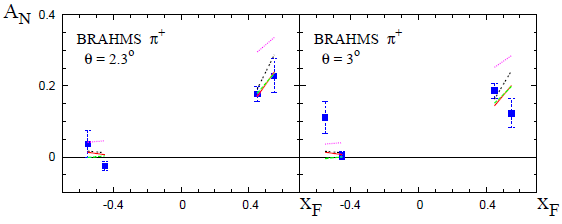 A_N
0.4
0.2
0
BRAHMS π⁺
θ = 2.3°
BRAHMS π⁺
θ = 3°
-0.4 0 0.4 x_F -0.4 0 0.4 x_F